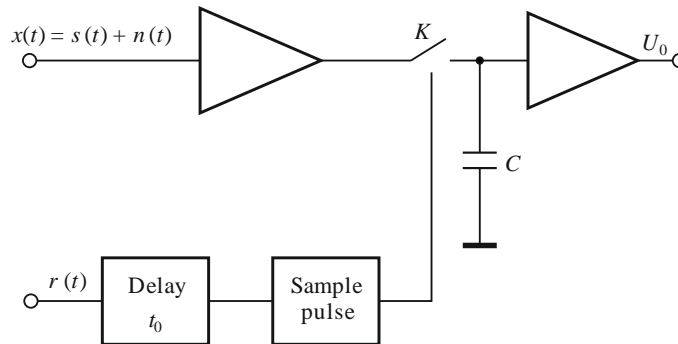 x(t) = s(t) + n(t)
K
U₀
C
r(t)
Delay
t₀
Sample
pulse